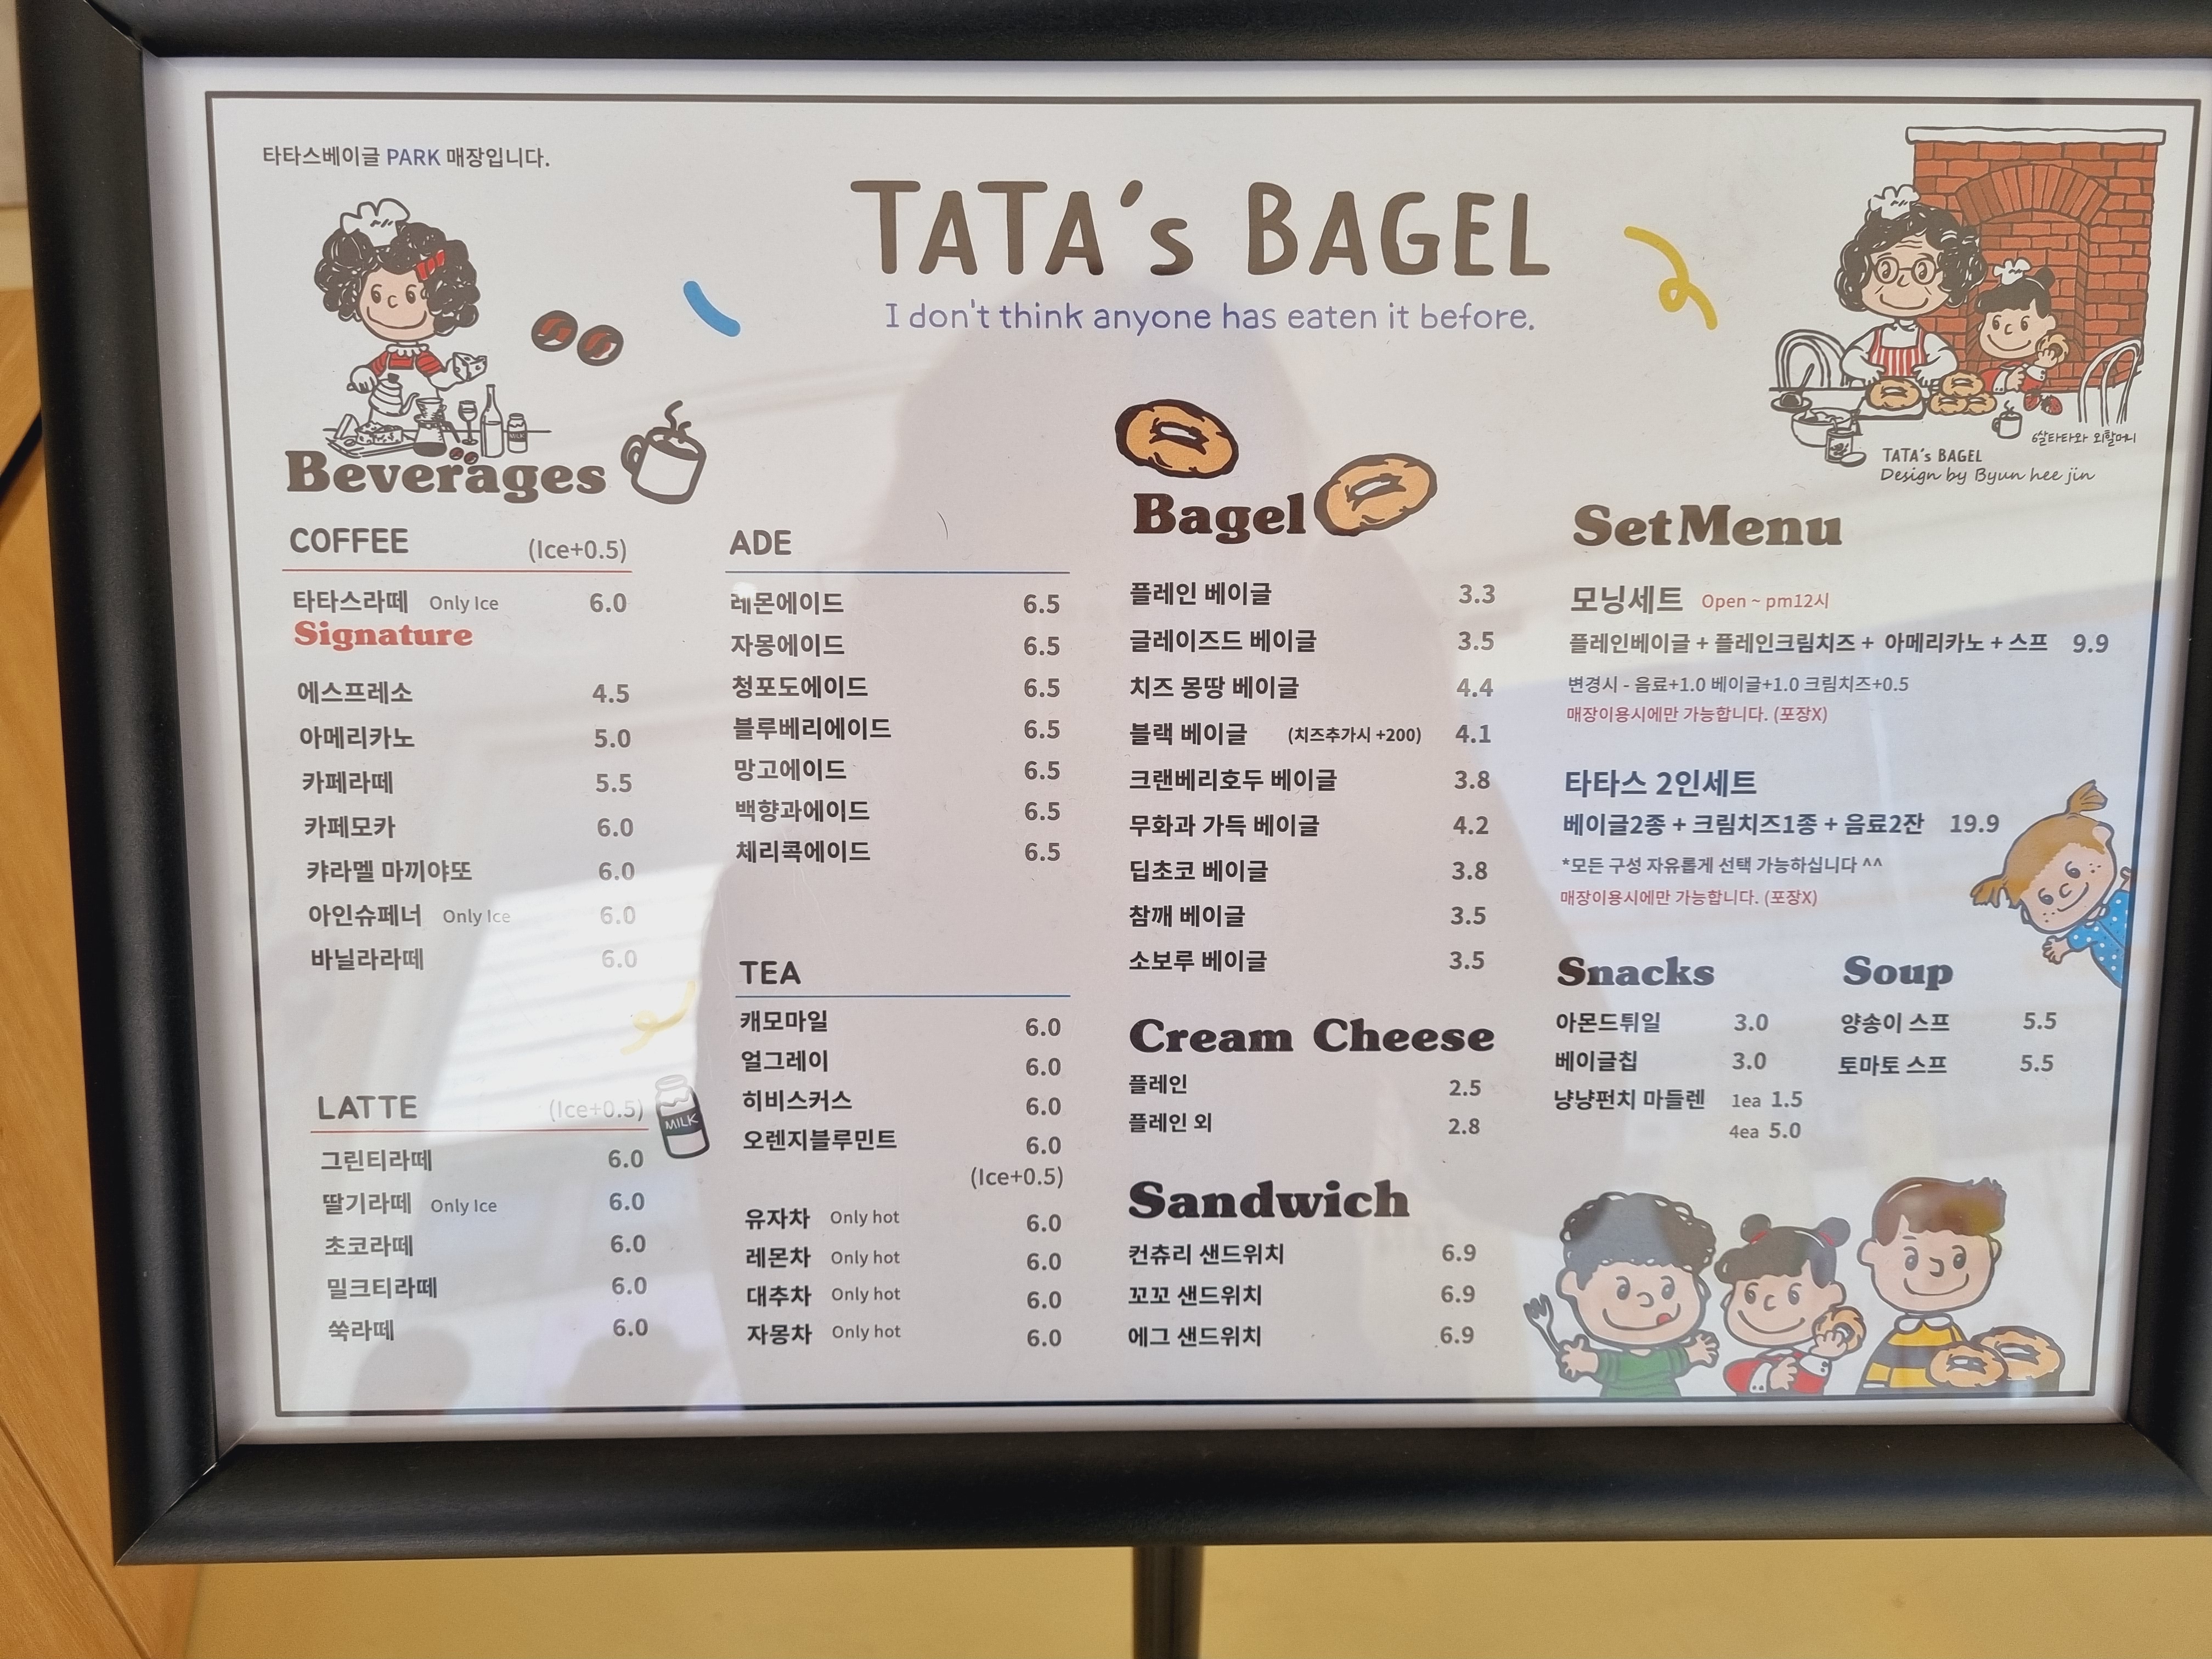 타타스베이글 PARK 매장입니다.
TATA's BAGEL
I don't think anyone has eaten it before.
6살타타와 외할머니
TATA's BAGEL
Design by Byun hee jin
Beverages
COFFEE (Ice+0.5)
타타스라떼 Only Ice 6.0
Signature
에스프레소 4.5
아메리카노 5.0
카페라떼 5.5
카페모카 6.0
캬라멜 마끼야또 6.0
아인슈페너 Only Ice 6.0
바닐라라떼 6.0
LATTE (Ice+0.5)
MILK
그린티라떼 6.0
딸기라떼 Only Ice 6.0
초코라떼 6.0
밀크티라떼 6.0
쑥라떼 6.0
ADE
레몬에이드 6.5
자몽에이드 6.5
청포도에이드 6.5
블루베리에이드 6.5
망고에이드 6.5
백향과에이드 6.5
체리콕에이드 6.5
TEA
캐모마일 6.0
얼그레이 6.0
히비스커스 6.0
오렌지블루민트 6.0
(Ice+0.5)
유자차 Only hot 6.0
레몬차 Only hot 6.0
대추차 Only hot 6.0
자몽차 Only hot 6.0
Bagel
플레인 베이글 3.3
글레이즈드 베이글 3.5
치즈 몽땅 베이글 4.4
블랙 베이글 (치즈추가시 +200) 4.1
크랜베리호두 베이글 3.8
무화과 가득 베이글 4.2
딥초코 베이글 3.8
참깨 베이글 3.5
소보루 베이글 3.5
Cream Cheese
플레인 2.5
플레인 외 2.8
Sandwich
컨츄리 샌드위치 6.9
꼬꼬 샌드위치 6.9
에그 샌드위치 6.9
Set Menu
모닝세트 Open ~ pm12시
플레인베이글 + 플레인크림치즈 + 아메리카노 + 스프 9.9
변경시 - 음료+1.0 베이글+1.0 크림치즈+0.5
매장이용시에만 가능합니다. (포장X)
타타스 2인세트
베이글2종 + 크림치즈1종 + 음료2잔 19.9
*모든 구성 자유롭게 선택 가능하십니다 ^^
매장이용시에만 가능합니다. (포장X)
Snacks
아몬드튀일 3.0
베이글칩 3.0
냥냥펀치 마들렌 1ea 1.5
4ea 5.0
Soup
양송이 스프 5.5
토마토 스프 5.5